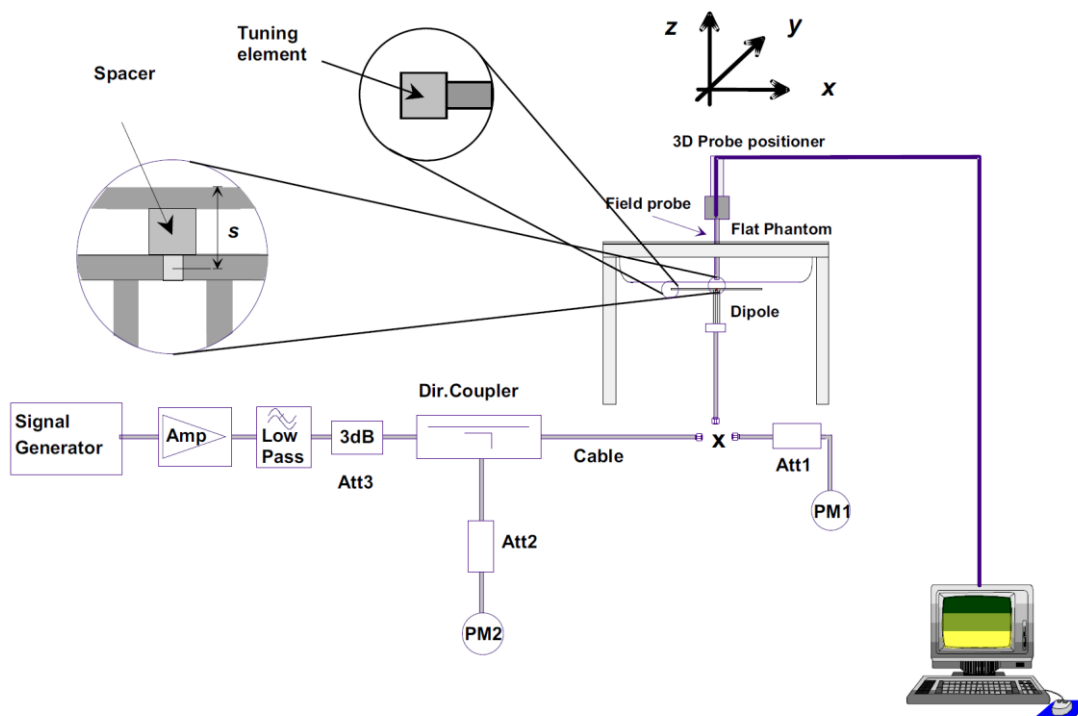 Tuning
element
Spacer
s
z
y
x
3D Probe positioner
Field probe
Flat Phantom
Dipole
Dir.Coupler
Signal
Generator
Amp
Low
Pass
3dB
Att3
Cable
x
Att1
PM1
Att2
PM2